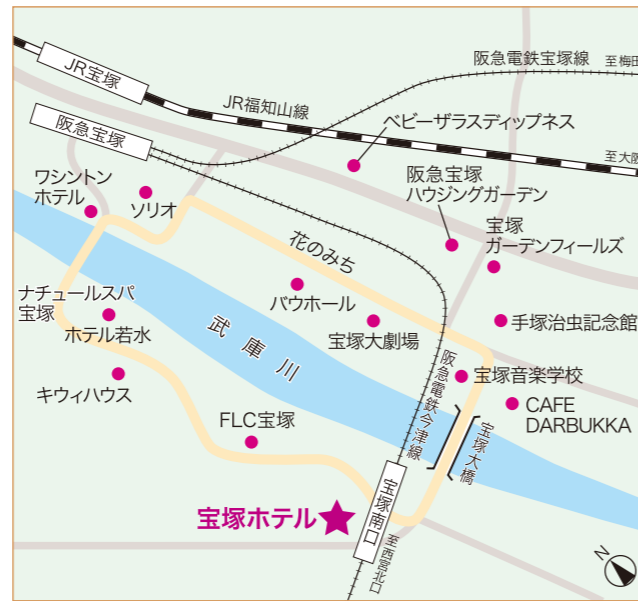 阪急電鉄宝塚線
至梅田
JR宝塚
JR福知山線
阪急宝塚
ベビーザラスディップネス
至大阪
ワシントン
ホテル
ソリオ
阪急宝塚
ハウジングガーデン
宝塚
ガーデンフィールズ
花のみち
ナチュールスパ
宝塚
バウホール
手塚治虫記念館
ホテル若水
武庫川
宝塚大劇場
阪急電鉄今津線
宝塚音楽学校
キウィハウス
CAFE
DARBUKKA
FLC宝塚
宝塚大橋
宝塚ホテル
宝塚南口
至西宮北口
N